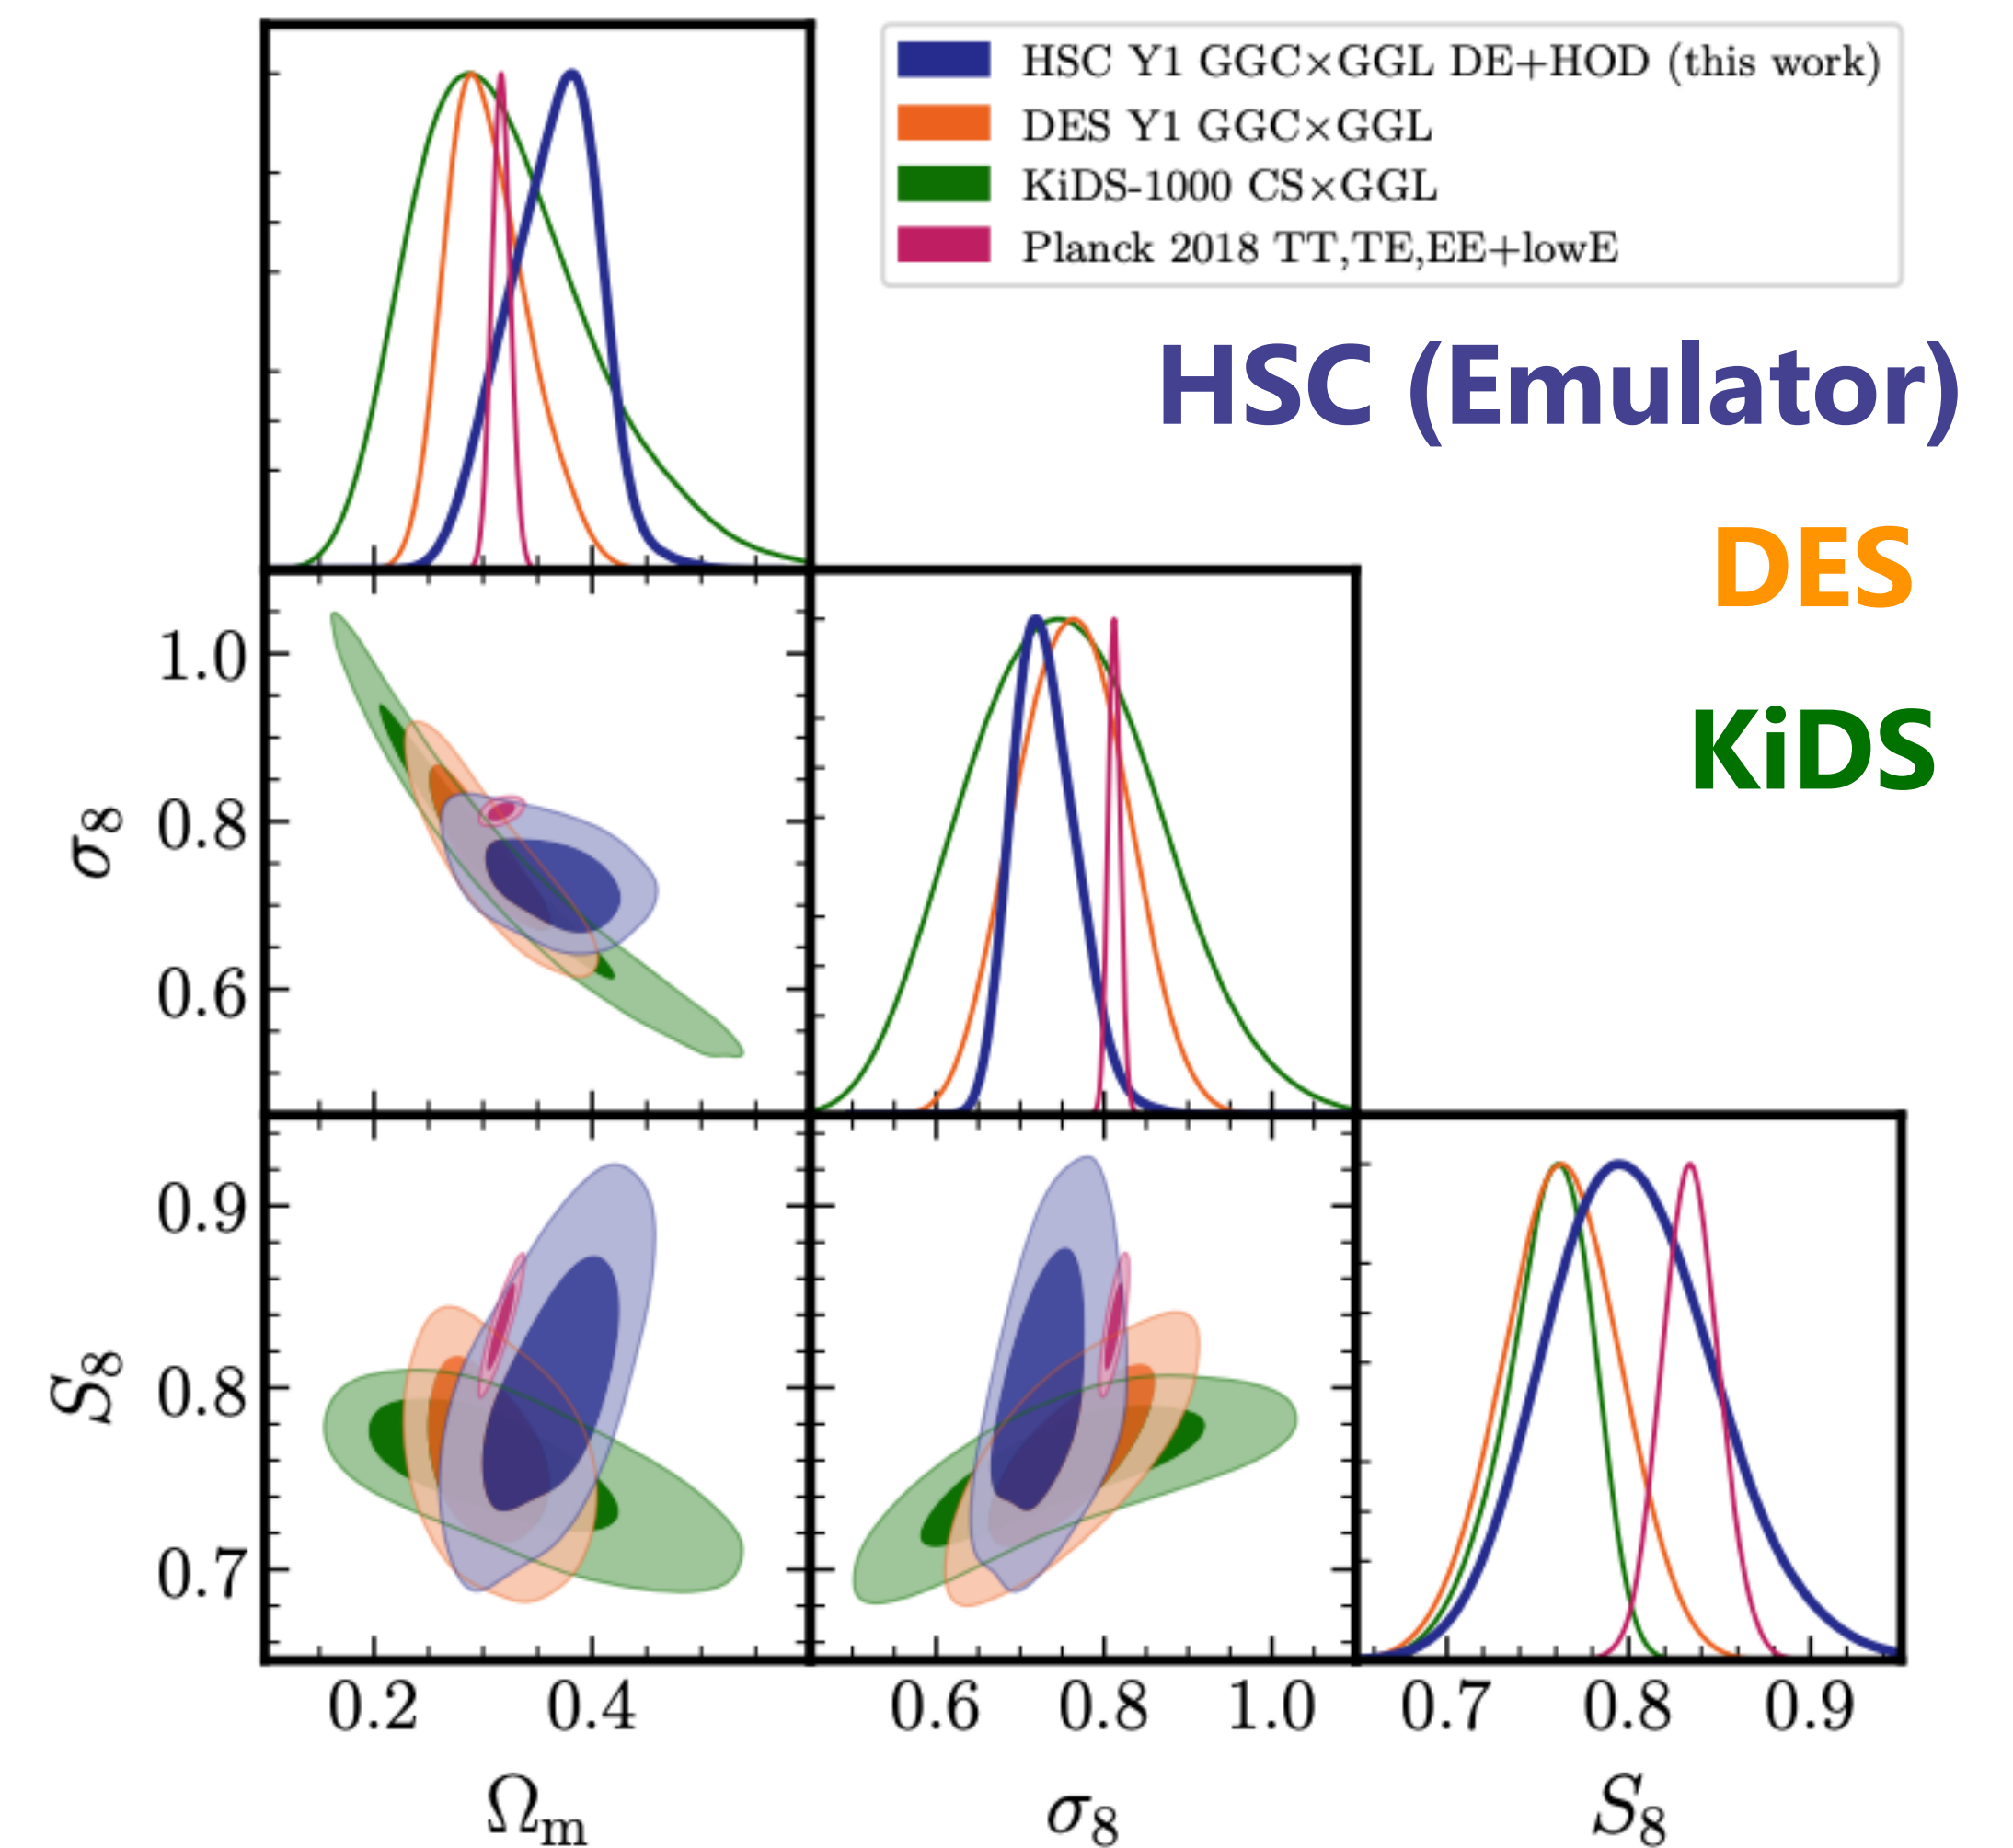 HSC Y1 GGC×GGL DE+HOD (this work)
DES Y1 GGC×GGL
KiDS-1000 CS×GGL
Planck 2018 TT,TE,EE+lowE
HSC (Emulator)
DES
KiDS
1.0
σ8 0.8
0.6
0.9
S8 0.8
0.7
0.2 0.4 0.6 0.8 1.0 0.7 0.8 0.9
Ωm σ8 S8